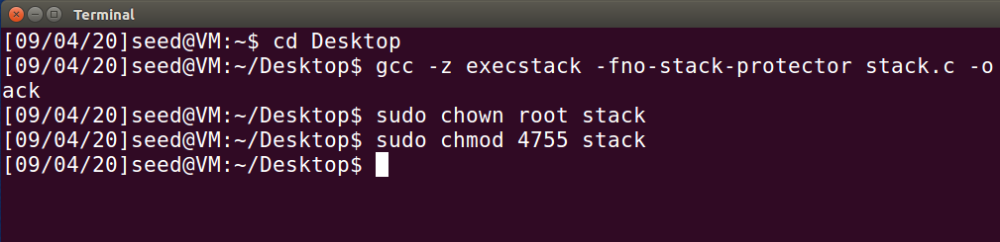 Terminal
[09/04/20]seed@VM:~$ cd Desktop
[09/04/20]seed@VM:~/Desktop$ gcc -z execstack -fno-stack-protector stack.c -o
ack
[09/04/20]seed@VM:~/Desktop$ sudo chown root stack
[09/04/20]seed@VM:~/Desktop$ sudo chmod 4755 stack
[09/04/20]seed@VM:~/Desktop$